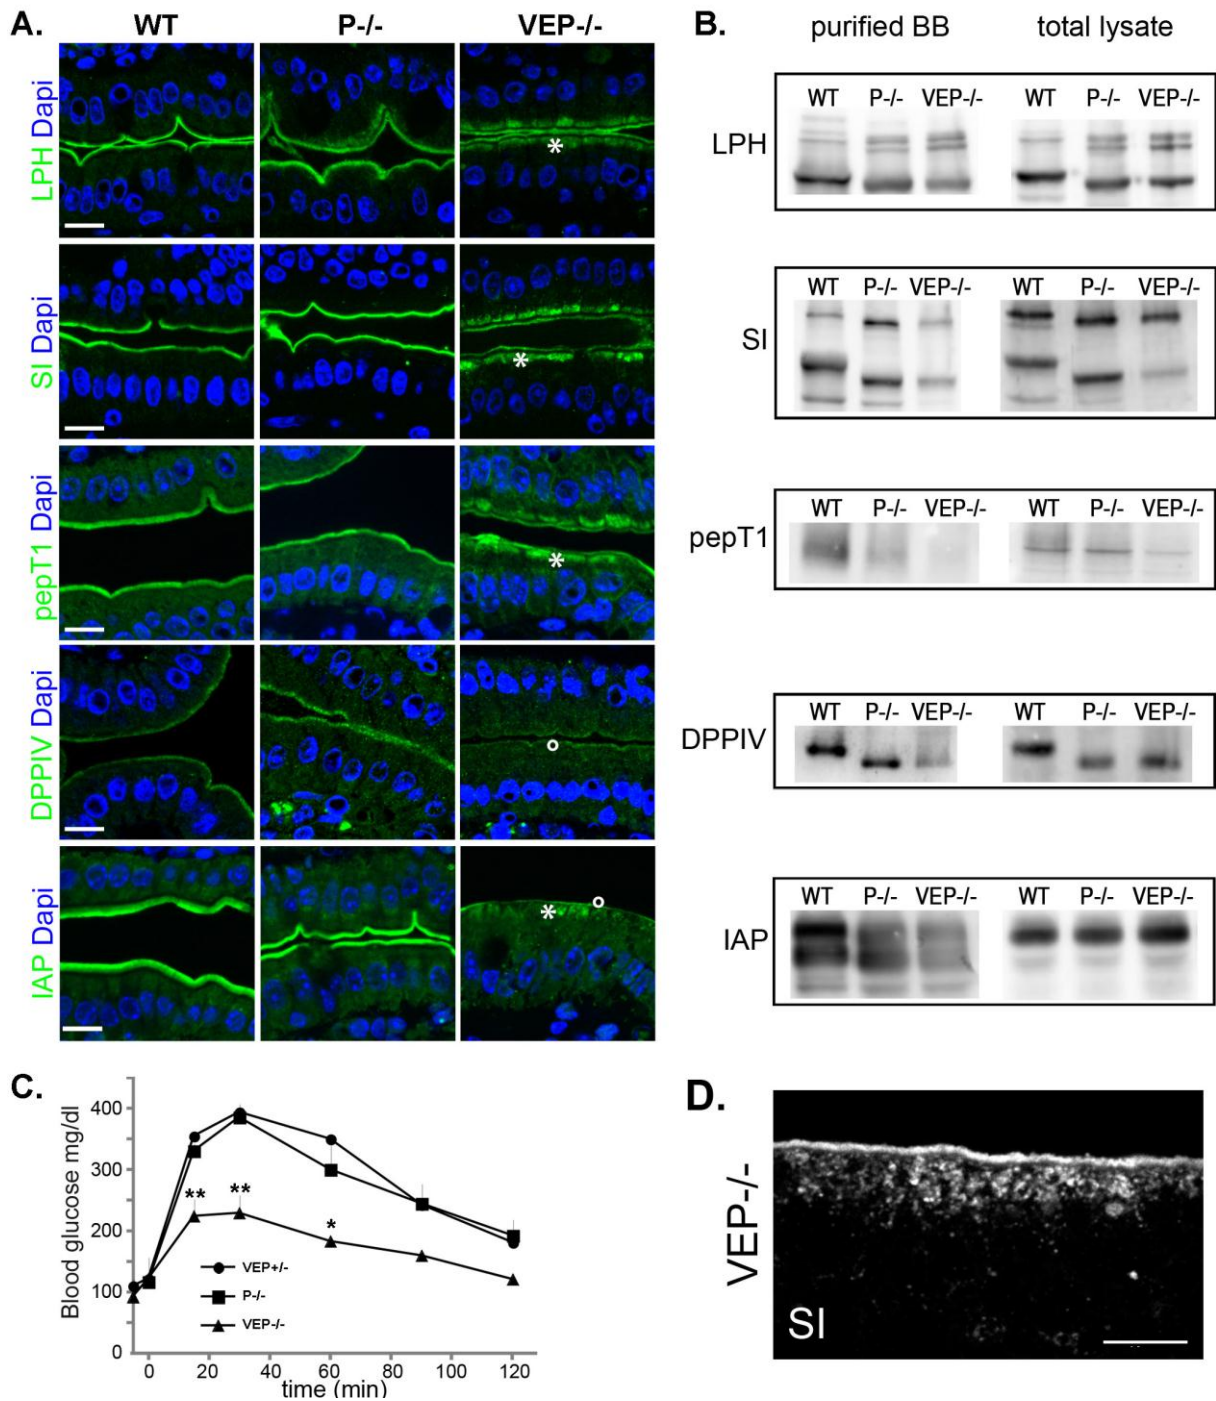 A.
WT P-/- VEP-/-
LPH Dapi
*
SI Dapi
*
pepT1 Dapi
*
DPPIV Dapi
°
IAP Dapi
* °
B.
purified BB total lysate
LPH
WT P-/- VEP-/- WT P-/- VEP-/-
SI
WT P-/- VEP-/- WT P-/- VEP-/-
pepT1
WT P-/- VEP-/- WT P-/- VEP-/-
DPPIV
WT P-/- VEP-/- WT P-/- VEP-/-
IAP
WT P-/- VEP-/- WT P-/- VEP-/-
C.
Blood glucose mg/dl
400
300
200
100
0
** **
*
VEP+/-
P-/-
VEP-/-
0 20 40 60 80 100 120
time (min)
D.
VEP-/-
SI